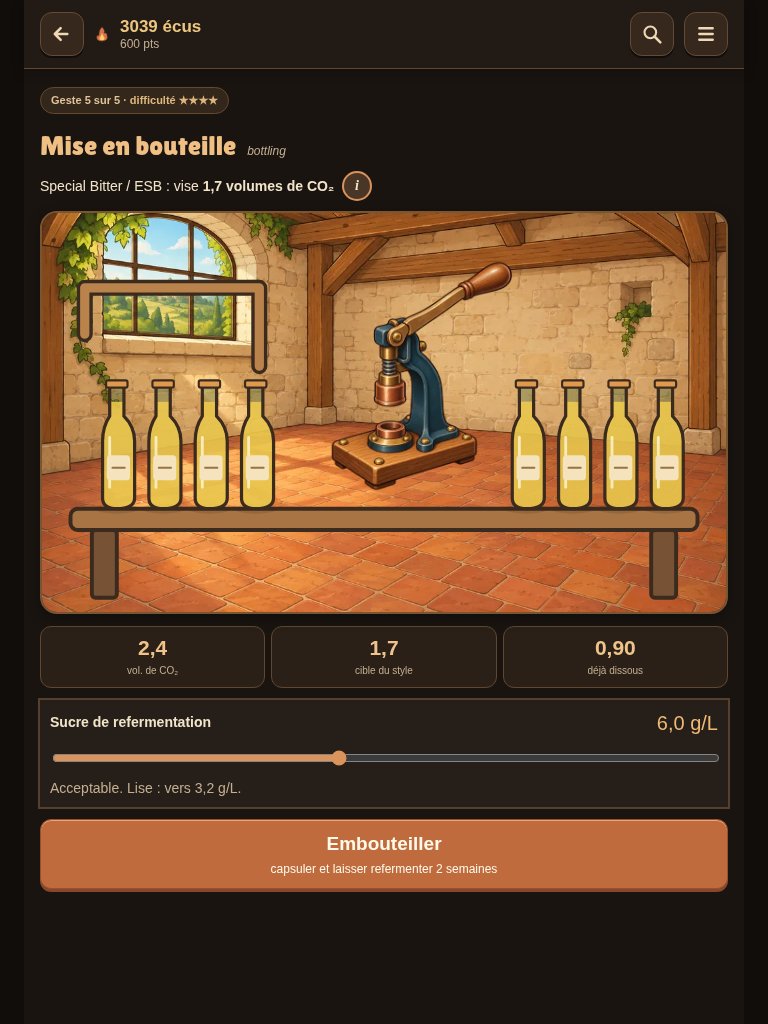 3039 écus
600 pts
Geste 5 sur 5 · difficulté ★★★★
Mise en bouteille bottling
Special Bitter / ESB : vise 1,7 volumes de CO₂ i
2,4
vol. de CO₂
1,7
cible du style
0,90
déjà dissous
Sucre de refermentation 6,0 g/L
Acceptable. Lise : vers 3,2 g/L.
Embouteiller
capsuler et laisser refermenter 2 semaines